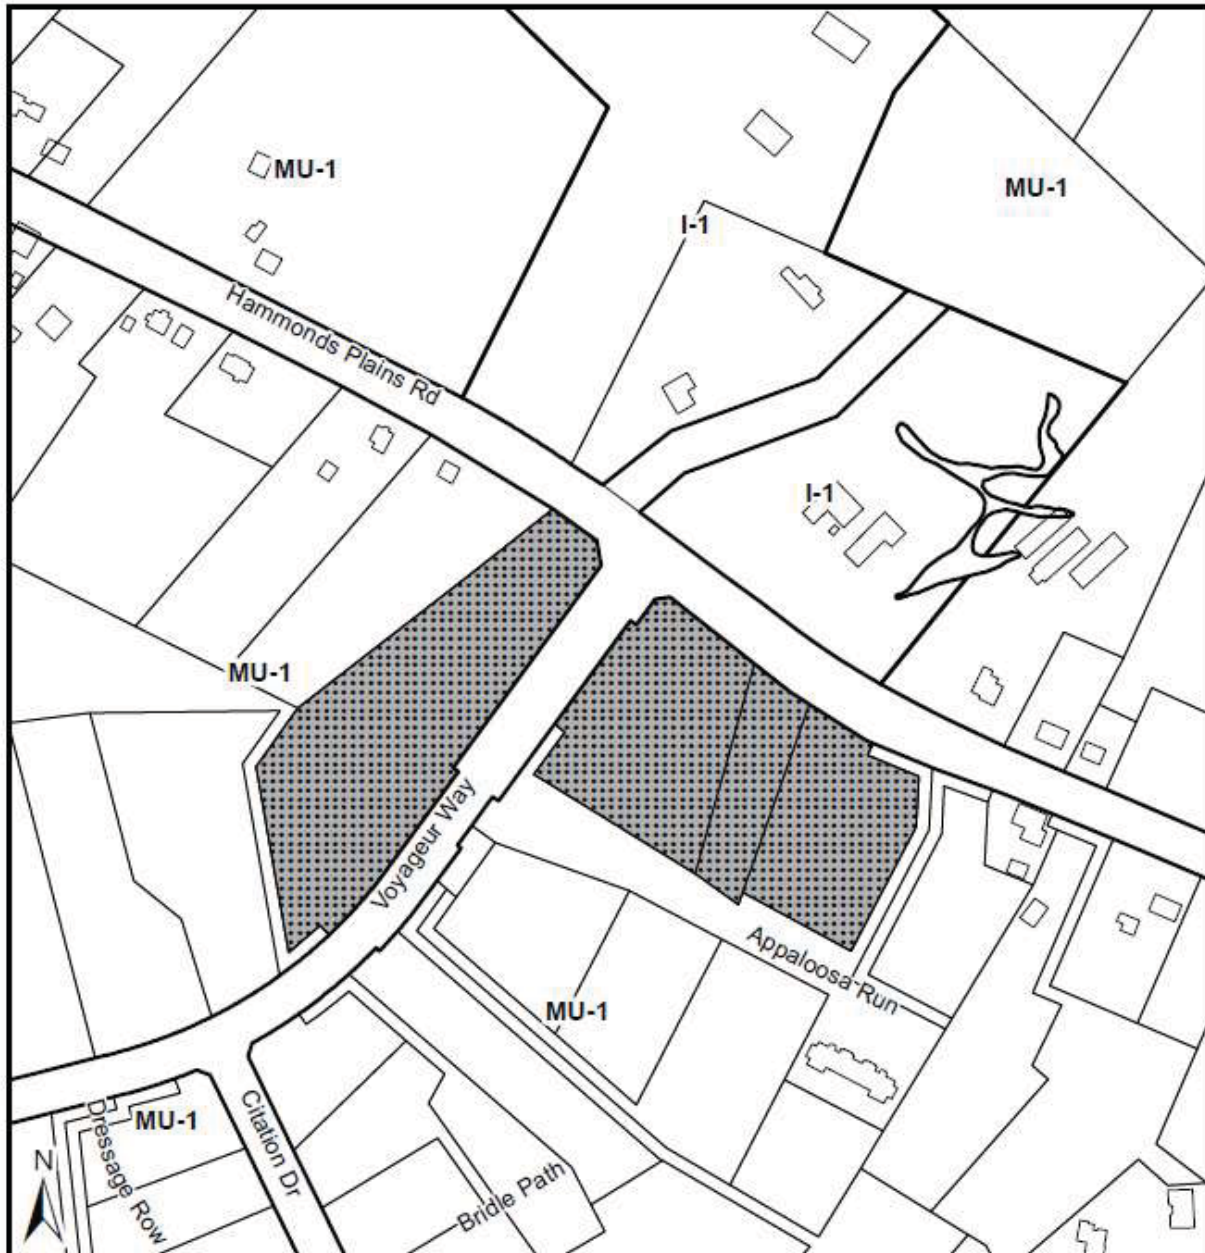 MU-1
MU-1
I-1
Hammonds Plains Rd
I-1
MU-1
Voyageur Way
Appaloosa Run
MU-1
Dressage Row
MU-1
Citation Dr
Bridle Path
N